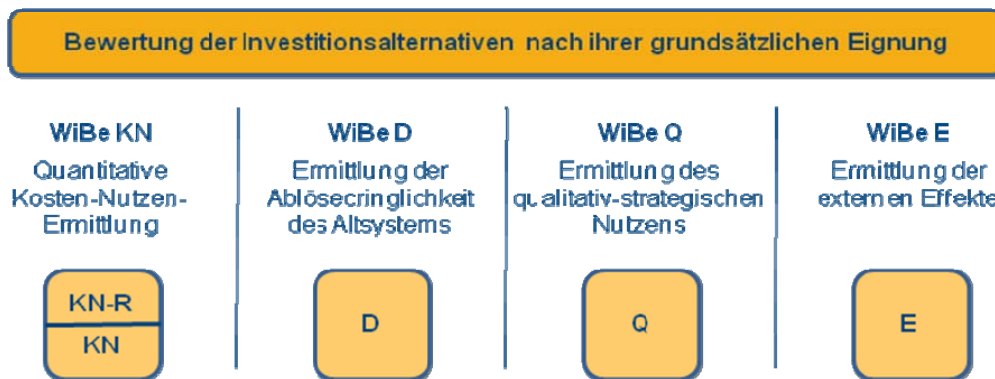 Bewertung der Investitionsalternativen nach ihrer grundsätzlichen Eignung
WiBe KN
Quantitative
Kosten-Nutzen-
Ermittlung
KN-R
KN
WiBe D
Ermittlung der
Ablösecringlichkeit
des Altsystems
D
WiBe Q
Ermittlung des
qualitativ-strategischen
Nutzens
Q
WiBe E
Ermittlung der
externen Effekte
E